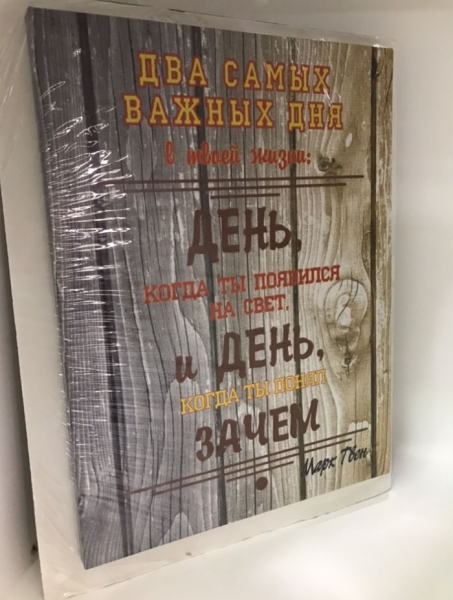 ДВА САМЫХ
ВАЖНЫХ ДНЯ
в твоей жизни:
ДЕНЬ,
КОГДА ТЫ ПОЯВИЛСЯ
НА СВЕТ,
и ДЕНЬ,
КОГДА ТЫ ПОНЯЛ
ЗАЧЕМ
Марк Твен